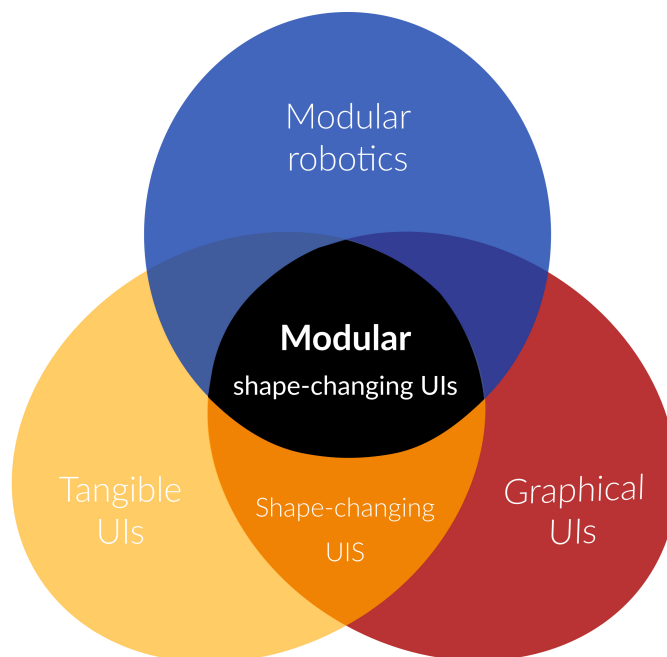 Modular
robotics
Modular
shape-changing UIs
Tangible
UIs
Shape-changing
UIS
Graphical
UIs